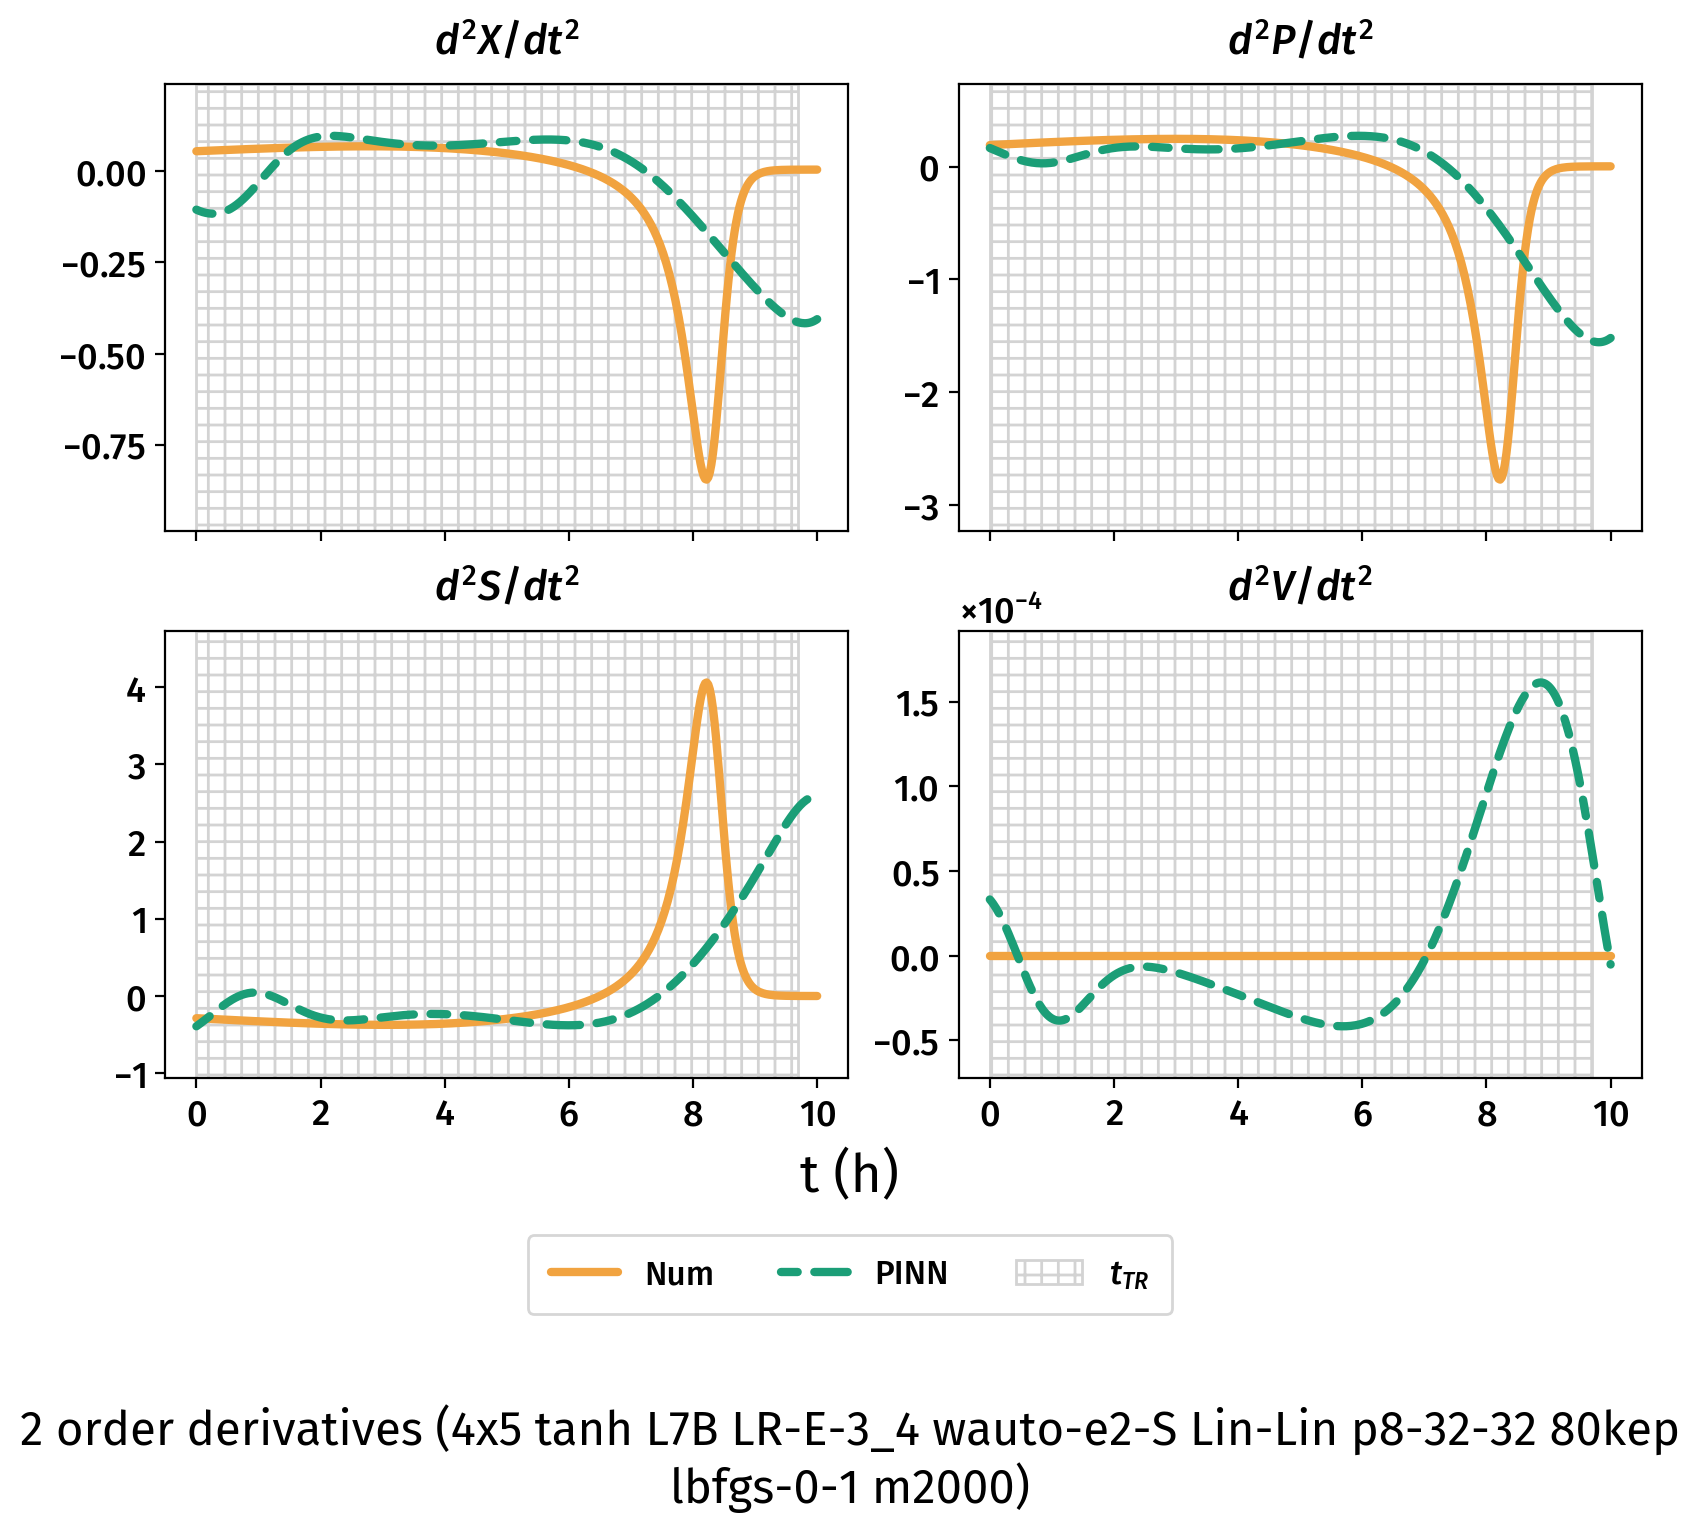 d²X/dt²
d²P/dt²
0.00
−0.25
−0.50
−0.75
0
−1
−2
−3
d²S/dt²
d²V/dt²
×10⁻⁴
4
3
2
1
0
−1
1.5
1.0
0.5
0.0
−0.5
0 2 4 6 8 10
0 2 4 6 8 10
t (h)
Num PINN t_TR
2 order derivatives (4x5 tanh L7B LR-E-3_4 wauto-e2-S Lin-Lin p8-32-32 80kep
lbfgs-0-1 m2000)